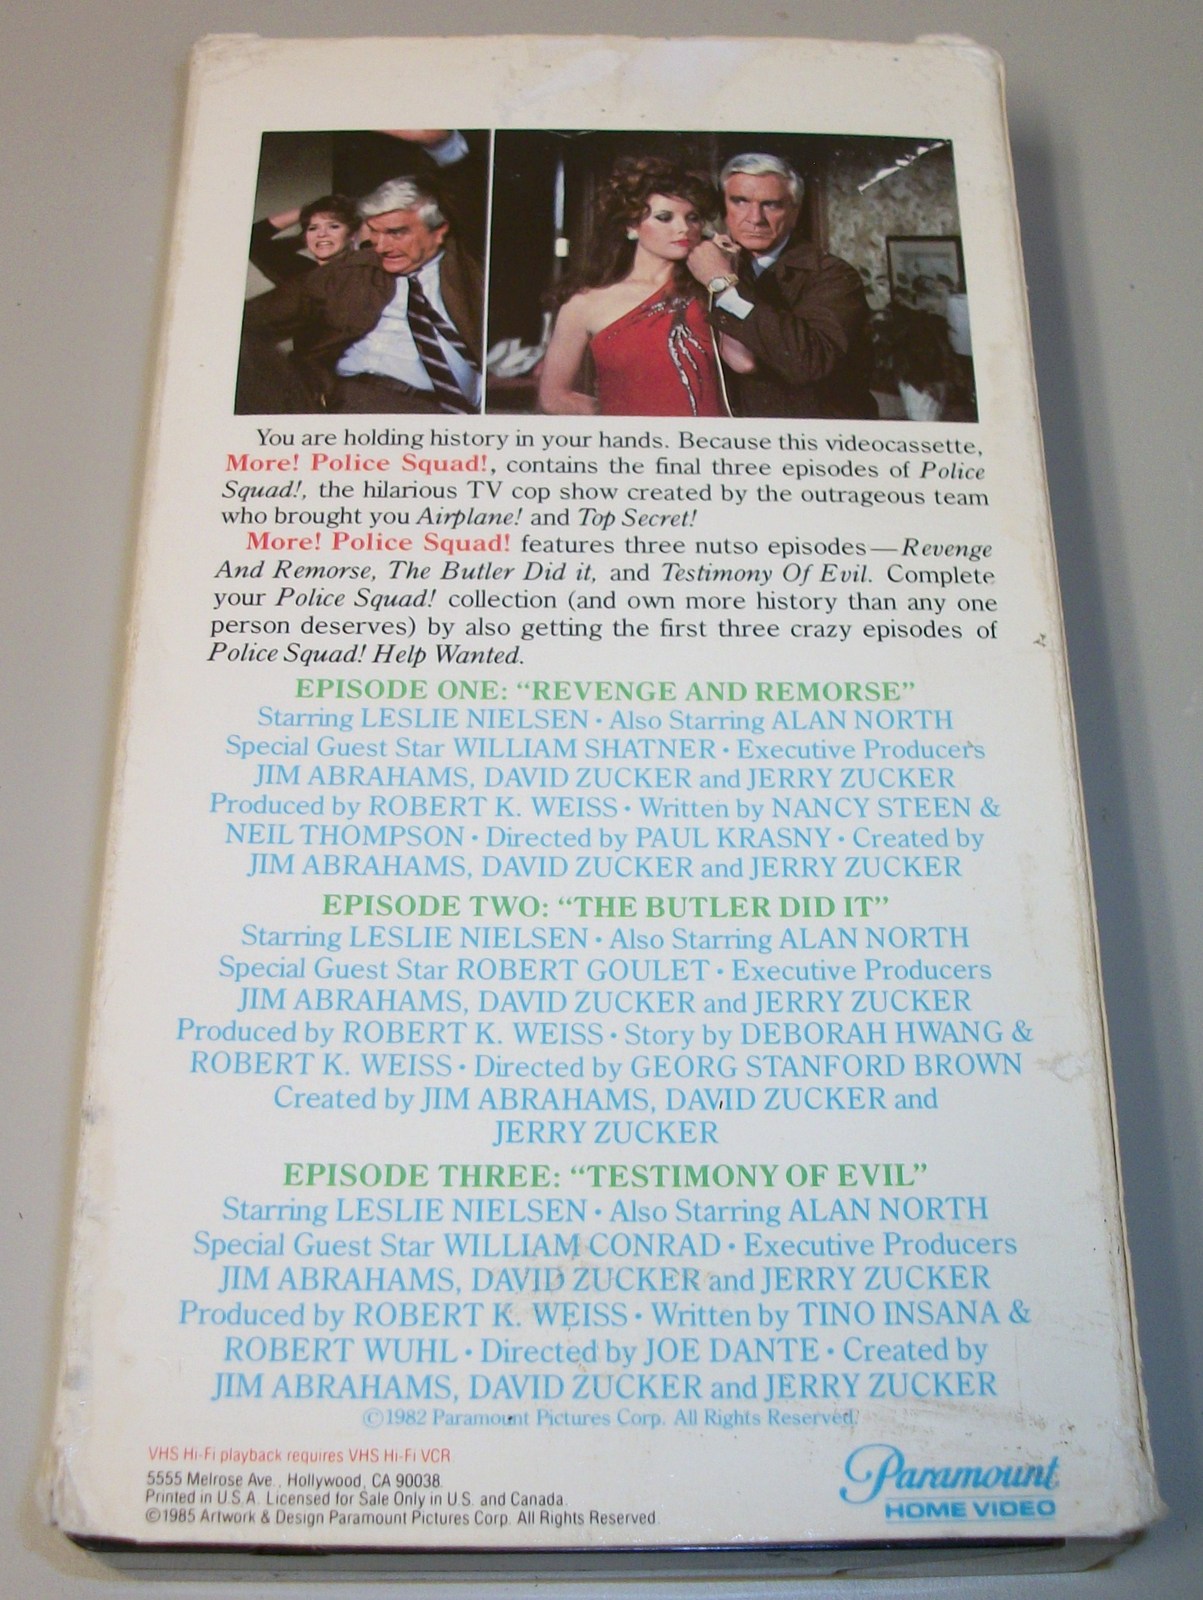 You are holding history in your hands. Because this videocassette,
More! Police Squad!, contains the final three episodes of Police
Squad!, the hilarious TV cop show created by the outrageous team
who brought you Airplane! and Top Secret!
More! Police Squad! features three nutso episodes—Revenge
And Remorse, The Butler Did it, and Testimony Of Evil. Complete
your Police Squad! collection (and own more history than any one
person deserves) by also getting the first three crazy episodes of
Police Squad! Help Wanted.
EPISODE ONE: “REVENGE AND REMORSE”
Starring LESLIE NIELSEN • Also Starring ALAN NORTH
Special Guest Star WILLIAM SHATNER • Executive Producers
JIM ABRAHAMS, DAVID ZUCKER and JERRY ZUCKER
Produced by ROBERT K. WEISS • Written by NANCY STEEN &
NEIL THOMPSON • Directed by PAUL KRASNY • Created by
JIM ABRAHAMS, DAVID ZUCKER and JERRY ZUCKER
EPISODE TWO: “THE BUTLER DID IT”
Starring LESLIE NIELSEN • Also Starring ALAN NORTH
Special Guest Star ROBERT GOULET • Executive Producers
JIM ABRAHAMS, DAVID ZUCKER and JERRY ZUCKER
Produced by ROBERT K. WEISS • Story by DEBORAH HWANG &
ROBERT K. WEISS • Directed by GEORG STANFORD BROWN
Created by JIM ABRAHAMS, DAVID ZUCKER and
JERRY ZUCKER
EPISODE THREE: “TESTIMONY OF EVIL”
Starring LESLIE NIELSEN • Also Starring ALAN NORTH
Special Guest Star WILLIAM CONRAD • Executive Producers
JIM ABRAHAMS, DAVID ZUCKER and JERRY ZUCKER
Produced by ROBERT K. WEISS • Written by TINO INSANA &
ROBERT WUHL • Directed by JOE DANTE • Created by
JIM ABRAHAMS, DAVID ZUCKER and JERRY ZUCKER
©1982 Paramount Pictures Corp. All Rights Reserved.
VHS Hi-Fi playback requires VHS Hi-Fi VCR
5555 Melrose Ave., Hollywood, CA 90038.
Printed in U.S.A. Licensed for Sale Only in U.S. and Canada.
©1985 Artwork & Design Paramount Pictures Corp. All Rights Reserved.
Paramount
HOME VIDEO